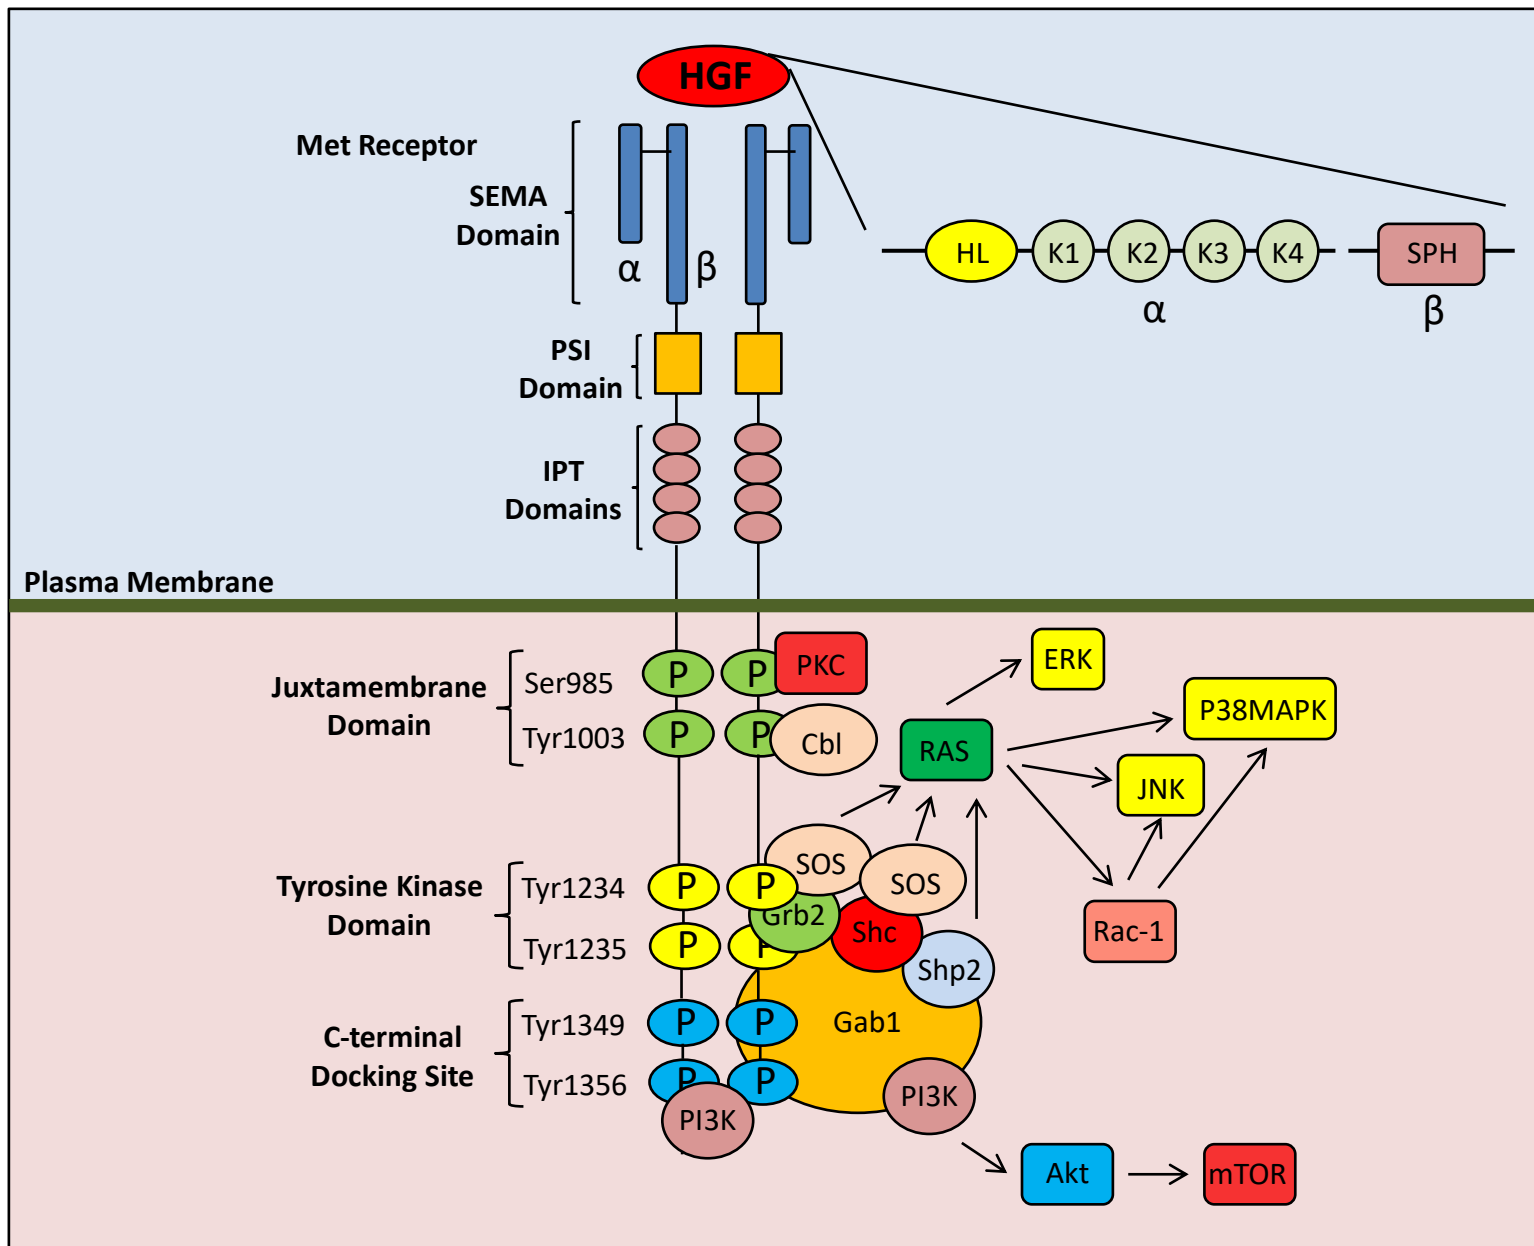 HGF
Met Receptor
SEMA
Domain
α
β
HL
K1
K2
K3
K4
SPH
α
β
PSI
Domain
IPT
Domains
Plasma Membrane
Juxtamembrane
Domain
Ser985
Tyr1003
P
P
P
P
PKC
Cbl
RAS
ERK
P38MAPK
JNK
Rac-1
Tyrosine Kinase
Domain
Tyr1234
Tyr1235
P
P
P
P
SOS
SOS
Grb2
Shc
Shp2
Gab1
C-terminal
Docking Site
Tyr1349
Tyr1356
P
P
P
P
PI3K
PI3K
Akt
mTOR